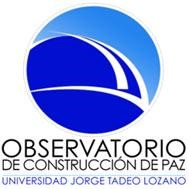 OBSERVATORIO
DE CONSTRUCCIÓN DE PAZ
UNIVERSIDAD JORGE TADEO LOZANO